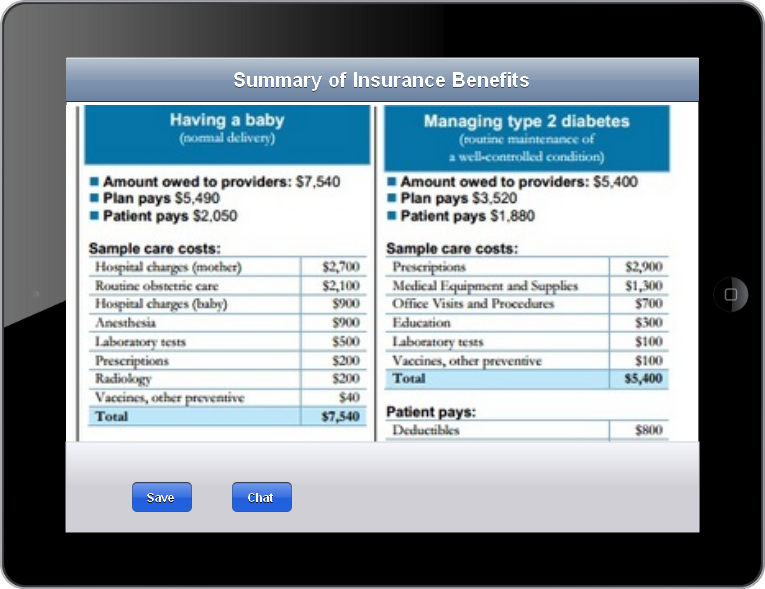 Summary of Insurance Benefits
Having a baby
(normal delivery)
Amount owed to providers: $7,540
Plan pays $5,490
Patient pays $2,050
Sample care costs:
Hospital charges (mother) $2,700
Routine obstetric care $2,100
Hospital charges (baby) $900
Anesthesia $900
Laboratory tests $500
Prescriptions $200
Radiology $200
Vaccines, other preventive $40
Total $7,540
Managing type 2 diabetes
(routine maintenance of
a well-controlled condition)
Amount owed to providers: $5,400
Plan pays $3,520
Patient pays $1,880
Sample care costs:
Prescriptions $2,900
Medical Equipment and Supplies $1,300
Office Visits and Procedures $700
Education $300
Laboratory tests $100
Vaccines, other preventive $100
Total $5,400
Patient pays:
Deductibles $800
Save
Chat